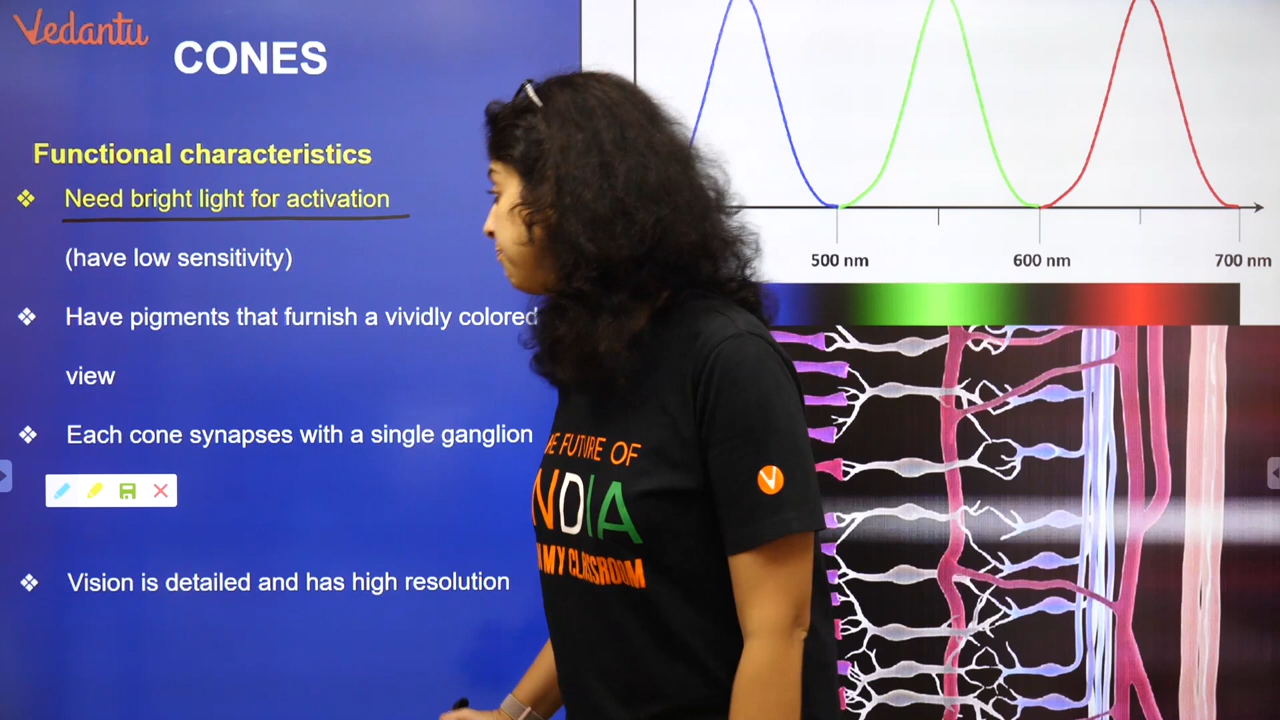 Vedantu
CONES
Functional characteristics
Need bright light for activation
(have low sensitivity)
Have pigments that furnish a vividly colored
view
Each cone synapses with a single ganglion
Vision is detailed and has high resolution
500 nm
600 nm
700 nm
FUTURE OF
INDIA
MY CLASSROOM
V